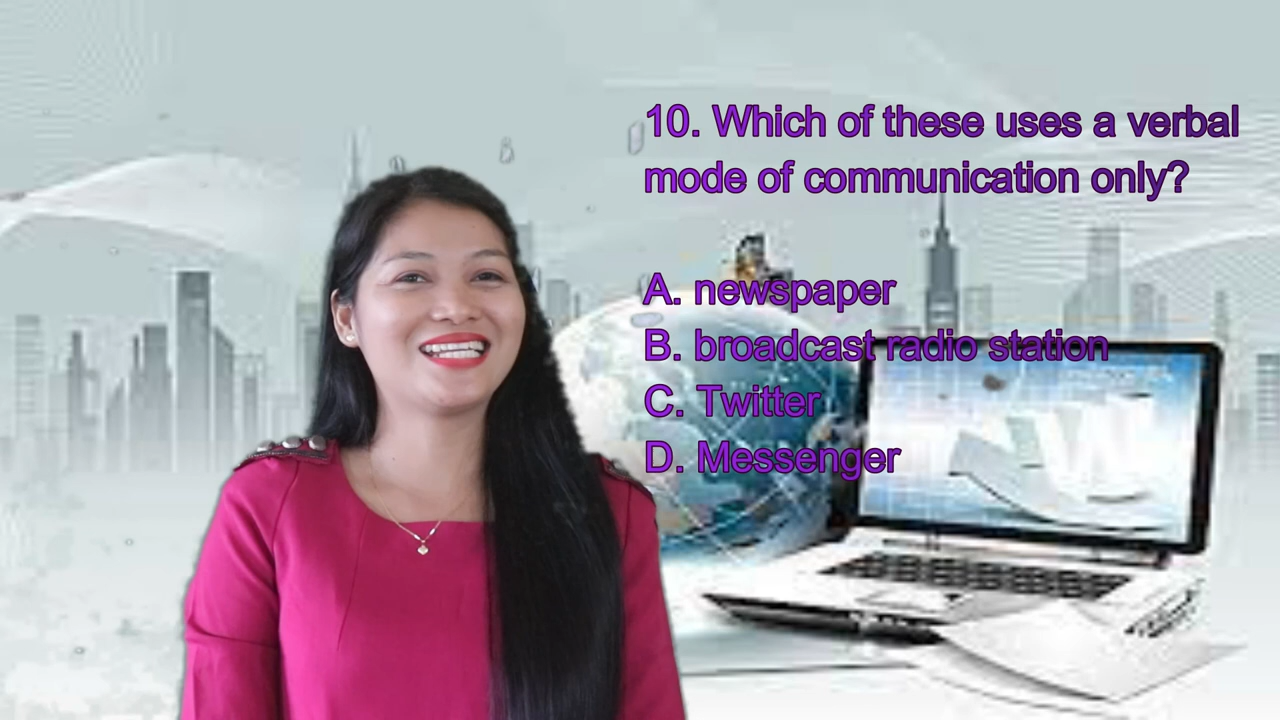 10. Which of these uses a verbal
mode of communication only?
A. newspaper
B. broadcast radio station
C. Twitter
D. Messenger